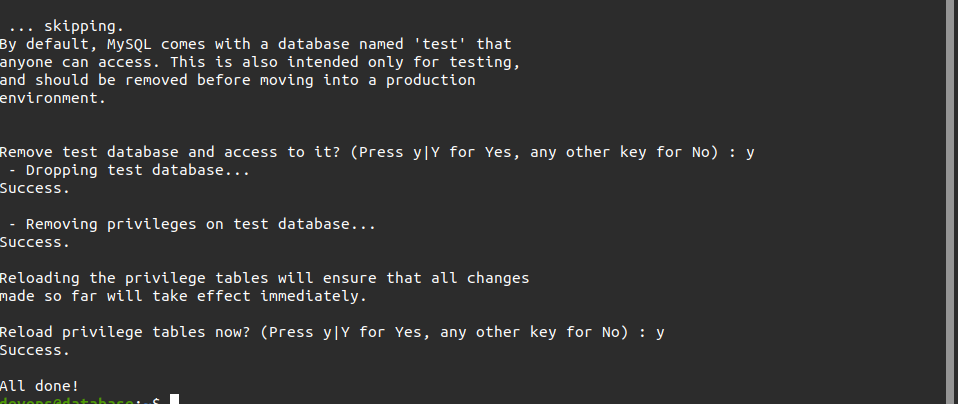 ... skipping.
By default, MySQL comes with a database named 'test' that
anyone can access. This is also intended only for testing,
and should be removed before moving into a production
environment.
Remove test database and access to it? (Press y|Y for Yes, any other key for No) : y
- Dropping test database...
Success.
- Removing privileges on test database...
Success.
Reloading the privilege tables will ensure that all changes
made so far will take effect immediately.
Reload privilege tables now? (Press y|Y for Yes, any other key for No) : y
Success.
All done!
devops@database:~$